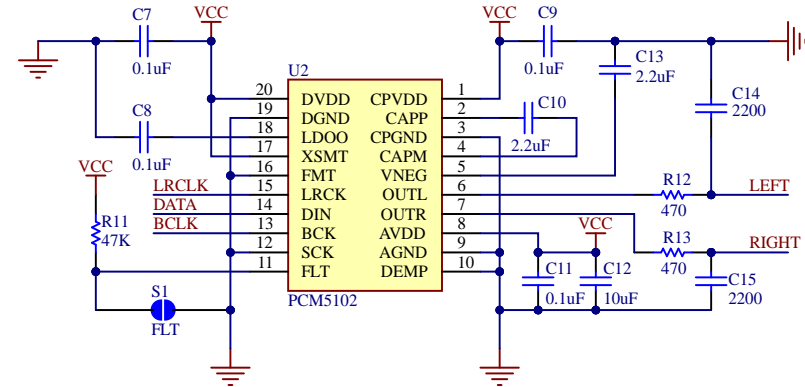 VCC
VCC
C7
C9
0.1uF
0.1uF
C13
2.2uF
U2
C14
2200
20 DVDD CPVDD 1
19 DGND CAPP 2
C10
C8
18 LDOO CPGND 3
0.1uF
2.2uF
17 XSMT CAPM 4
VCC
16 FMT VNEG 5
LRCLK 15 LRCK OUTL 6 R12 LEFT
470
DATA 14 DIN OUTR 7
R11
47K
BCLK 13 BCK AVDD 8 VCC
R13 RIGHT
470
12 SCK AGND 9
11 FLT DEMP 10
C11 C12 C15
0.1uF 10uF 2200
S1
FLT
PCM5102